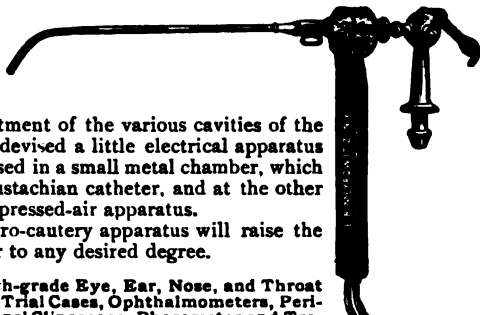 tment of the various cavities of the
devised a little electrical apparatus
sed in a small metal chamber, which
ustachian catheter, and at the other
pressed-air apparatus.
ro-cautery apparatus will raise the
r to any desired degree.
gh-grade Eye, Ear, Nose, and Throat
Trial Cases, Ophthalmometers, Peri-